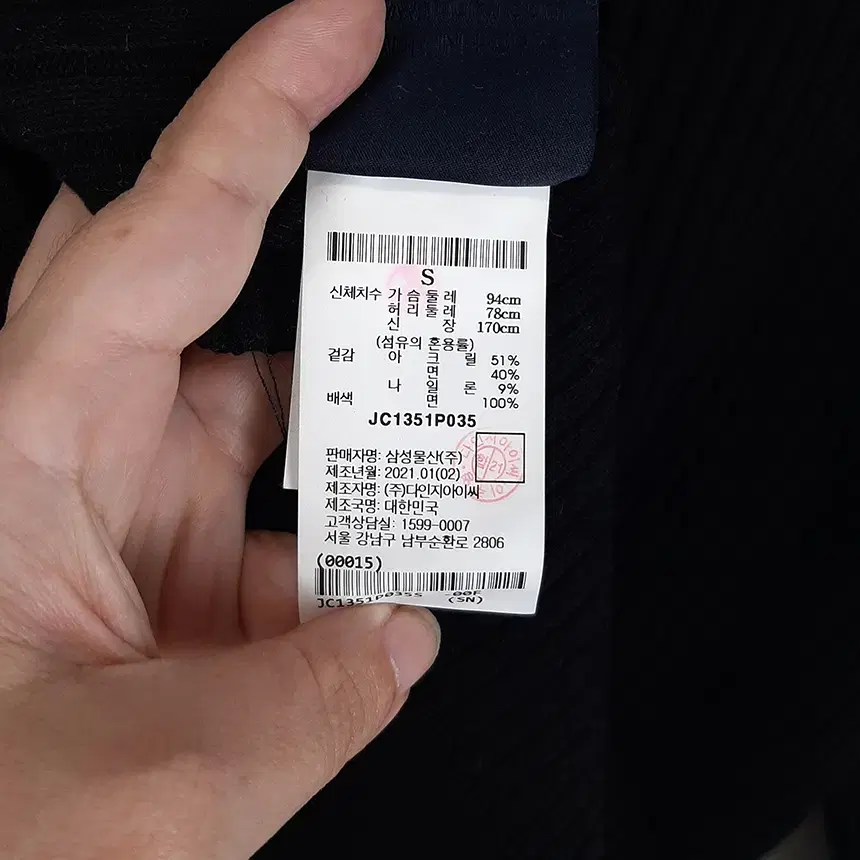 S
신체치수 가슴둘레 94cm
허리둘레 78cm
신장 170cm
(섬유의 혼용률)
겉감 아크릴 51%
면 40%
나일론 9%
배색 면 100%
JC1351P035
판매자명: 삼성물산(주)
제조년월: 2021.01(02)
제조자명: (주)다인지아이씨
제조국명: 대한민국
고객상담실: 1599-0007
서울 강남구 남부순환로 2806
(00015)
JC1351P035S -00F
(SN)